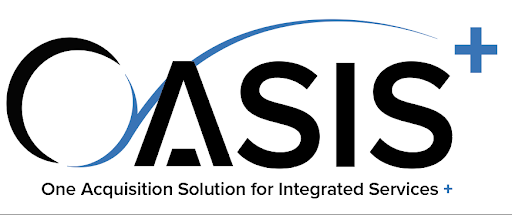 OASIS+
One Acquisition Solution for Integrated Services +